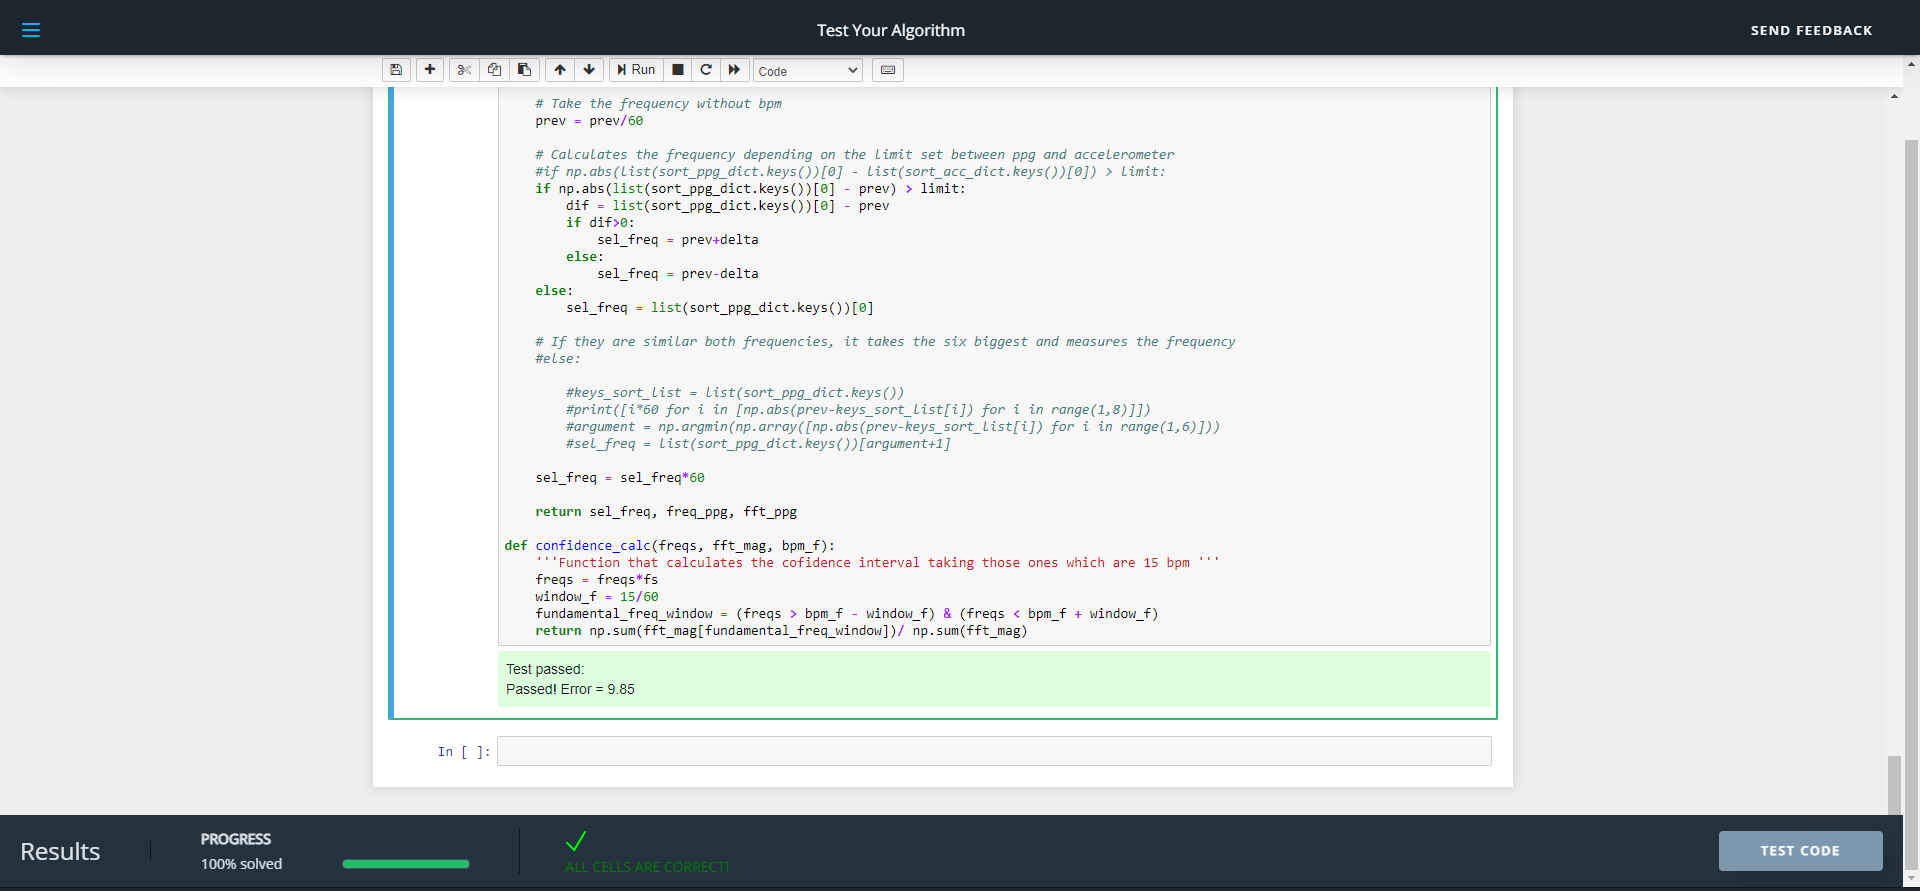 Test Your Algorithm
SEND FEEDBACK
Run
Code
# Take the frequency without bpm
prev = prev/60
# Calculates the frequency depending on the limit set between ppg and accelerometer
#if np.abs(list(sort_ppg_dict.keys())[0] - list(sort_acc_dict.keys())[0]) > limit:
if np.abs(list(sort_ppg_dict.keys())[0] - prev) > limit:
dif = list(sort_ppg_dict.keys())[0] - prev
if dif>0:
sel_freq = prev+delta
else:
sel_freq = prev-delta
else:
sel_freq = list(sort_ppg_dict.keys())[0]
# If they are similar both frequencies, it takes the six biggest and measures the frequency
#else:
#keys_sort_list = list(sort_ppg_dict.keys())
#print([i*60 for i in [np.abs(prev-keys_sort_list[i]) for i in range(1,8)]])
#argument = np.argmin(np.array([np.abs(prev-keys_sort_list[i]) for i in range(1,6)]))
#sel_freq = list(sort_ppg_dict.keys())[argument+1]
sel_freq = sel_freq*60
return sel_freq, freq_ppg, fft_ppg
def confidence_calc(freqs, fft_mag, bpm_f):
'''Function that calculates the cofidence interval taking those ones which are 15 bpm '''
freqs = freqs*fs
window_f = 15/60
fundamental_freq_window = (freqs > bpm_f - window_f) & (freqs < bpm_f + window_f)
return np.sum(fft_mag[fundamental_freq_window])/ np.sum(fft_mag)
Test passed:
Passed! Error = 9.85
In [ ]:
Results
PROGRESS
100% solved
ALL CELLS ARE CORRECT!
TEST CODE